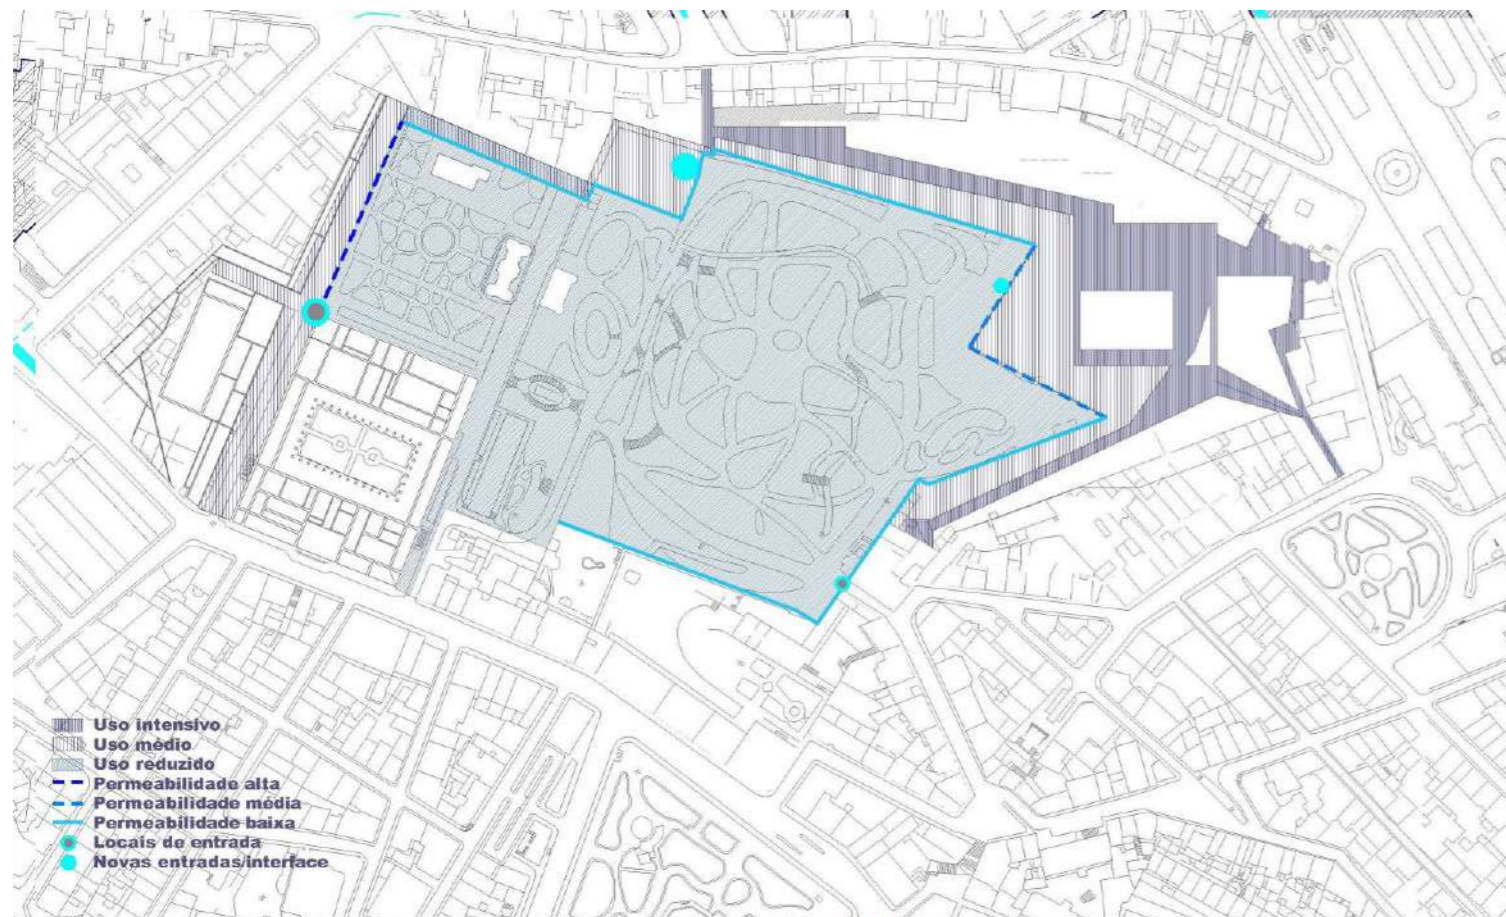 Uso intensivo
Uso médio
Uso reduzido
Permeabilidade alta
Permeabilidade média
Permeabilidade baixa
Locais de entrada
Novas entradas/interface